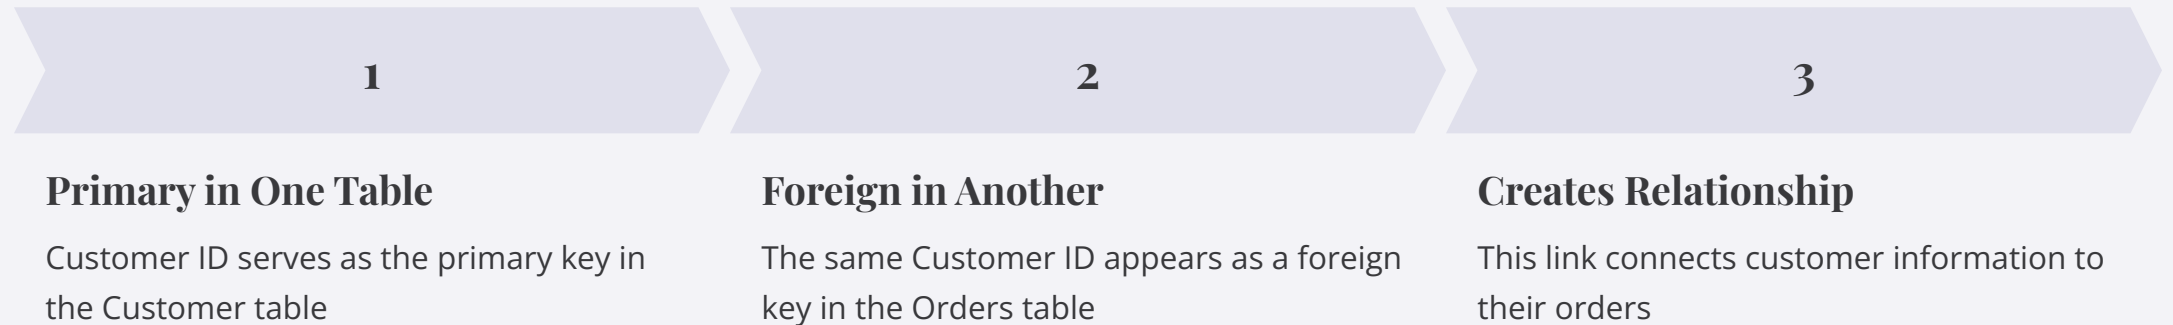 1
2
3
Primary in One Table
Customer ID serves as the primary key in
the Customer table
Foreign in Another
The same Customer ID appears as a foreign
key in the Orders table
Creates Relationship
This link connects customer information to
their orders